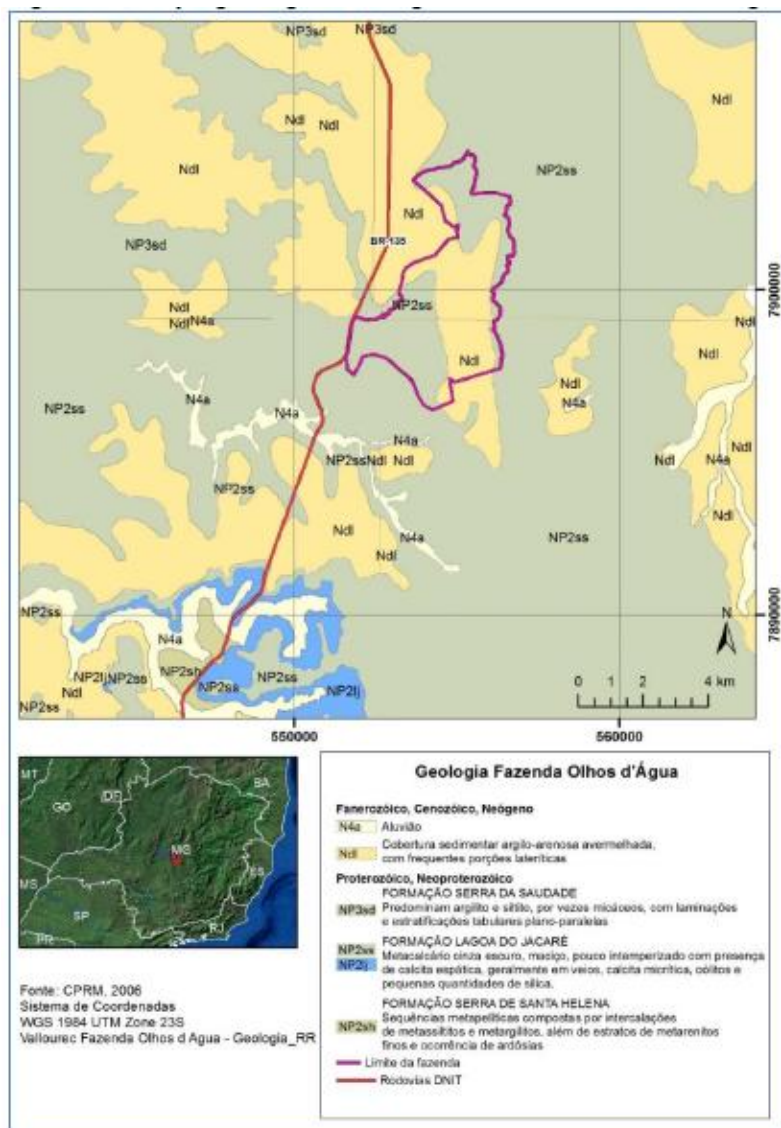 NP3sd NP3sd
Ndl
Ndl Ndl
Ndl
NP2ss
Ndl
NP3sd
BR-135
7900000
Ndl
Ndl N4a
NP2ss
Ndl
Ndl
Ndl
Ndl
N4a
NP2ss
N4a
N4a
N4a
NP2ss Ndl Ndl
NP2ss
N4a
Ndl
Ndl
N4a
Ndl
NP2ss
NP2ss
7890000
N4a
N
NP2sh
NP2lj NP2ss
NP2ss
NP2ss
Ndl
NP2lj
NP2ss
0 2 4 km
550000 560000
MT
BA
GO
DF
MG
MS
ES
SP
RJ
PR
Fonte: CPRM, 2006
Sistema de Coordenadas
WGS 1984 UTM Zone 23S
Vallourec Fazenda Olhos d Agua - Geologia_RR
Geologia Fazenda Olhos d'Água
Fanerozóico, Cenozóico, Neógeno
N4a Aluvião
Ndl Cobertura sedimentar argilo-arenosa avermelhada,
com frequentes porções lateríticas
Proterozóico, Neoproterozóico
FORMAÇÃO SERRA DA SAUDADE
NP3sd Predominam argilito e siltito, por vezes micáceos, com laminações
e estratificações tabulares plano-paralelas
FORMAÇÃO LAGOA DO JACARÉ
NP2ss Metacalcário cinza escuro, maciço, pouco intemperizado com presença
NP2lj de calcita espática, geralmente em veios, calcita micrítica, oólitos e
pequenas quantidades de sílica.
FORMAÇÃO SERRA DE SANTA HELENA
NP2sh Sequências metapelíticas compostas por intercalações
de metassiltitos e metargilitos, além de estratos de metarenitos
finos e ocorrência de ardósias
Limite da fazenda
Rodovias DNIT